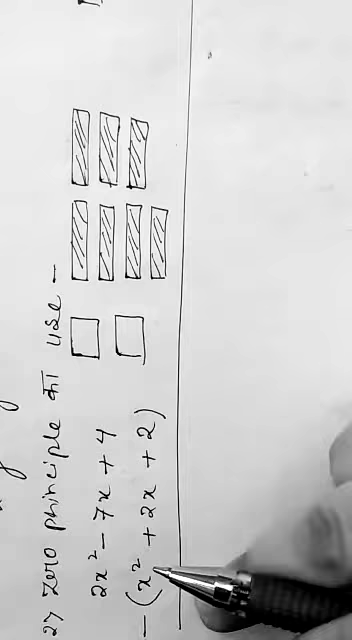 27 zero principle का use -
2x² - 7x + 4
- (x² + 2x + 2)